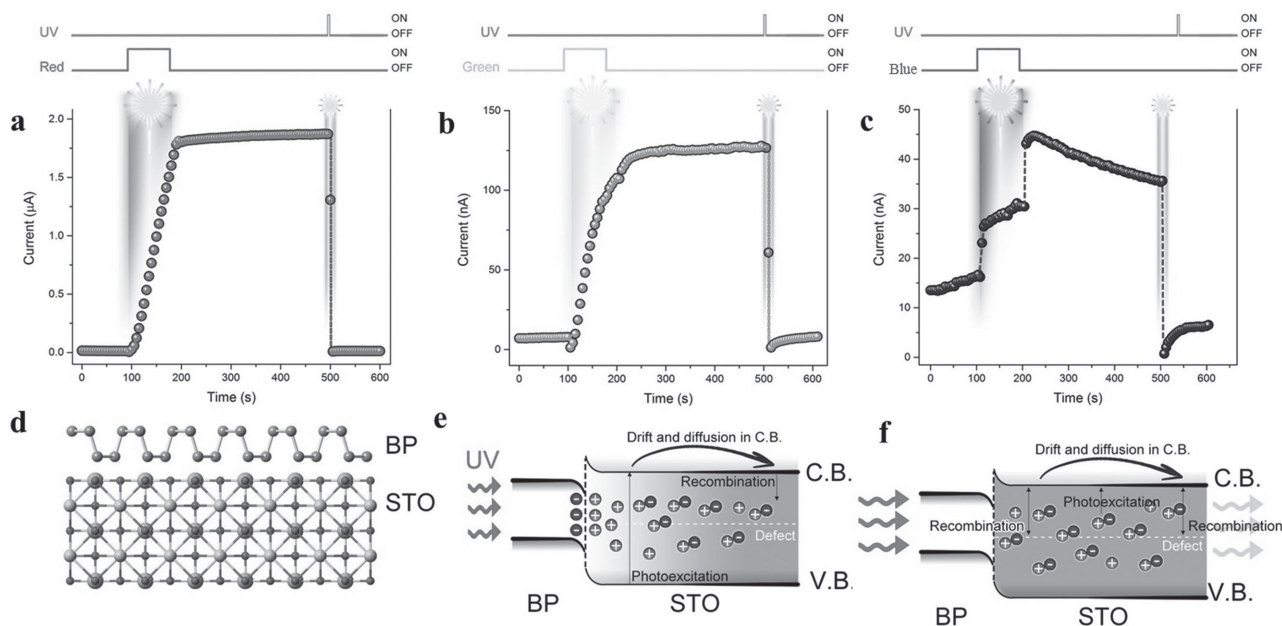 UV
ON
OFF
Red
ON
OFF
UV
ON
OFF
Green
ON
OFF
UV
ON
OFF
Blue
ON
OFF
a
Current (μA)
2.0
1.5
1.0
0.5
0.0
0 100 200 300 400 500 600
Time (s)
b
Current (nA)
150
100
50
0
0 100 200 300 400 500 600
Time (s)
c
Current (nA)
50
40
30
20
10
0
0 100 200 300 400 500 600
Time (s)
d
BP
STO
e
UV
Drift and diffusion in C.B.
C.B.
Recombination
Defect
Photoexcitation
V.B.
BP
STO
f
Drift and diffusion in C.B.
C.B.
Photoexcitation
Recombination
Recombination
Defect
V.B.
BP
STO